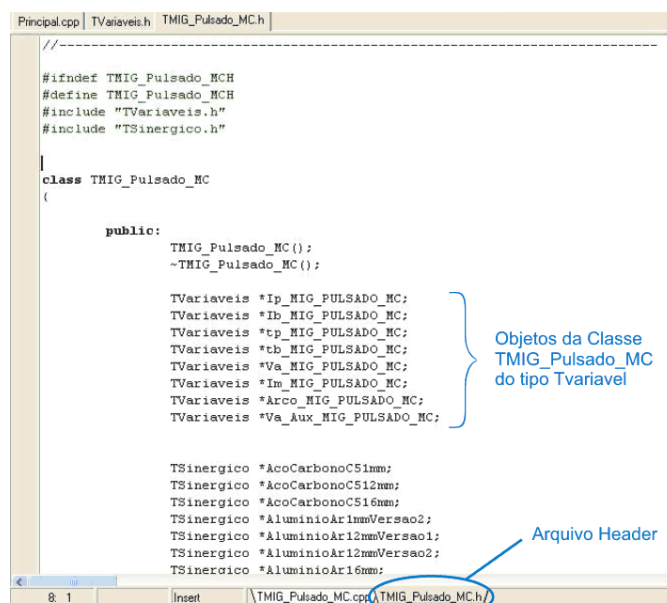 Principal.cpp TVariaveis.h TMIG_Pulsado_MC.h
//---------------------------------------------------------------------------
#ifndef TMIG_Pulsado_MCH
#define TMIG_Pulsado_MCH
#include "TVariaveis.h"
#include "TSinergico.h"
class TMIG_Pulsado_MC
{
public:
TMIG_Pulsado_MC();
~TMIG_Pulsado_MC();
TVariaveis *Ip_MIG_PULSADO_MC;
TVariaveis *Ib_MIG_PULSADO_MC;
TVariaveis *tp_MIG_PULSADO_MC;
TVariaveis *tb_MIG_PULSADO_MC;
TVariaveis *Va_MIG_PULSADO_MC;
TVariaveis *Im_MIG_PULSADO_MC;
TVariaveis *Arco_MIG_PULSADO_MC;
TVariaveis *Va_Aux_MIG_PULSADO_MC;
Objetos da Classe
TMIG_Pulsado_MC
do tipo Tvariavel
TSinergico *AcoCarbonoC51mm;
TSinergico *AcoCarbonoC512mm;
TSinergico *AcoCarbonoC516mm;
TSinergico *AluminioAr1mmVersao2;
TSinergico *AluminioAr12mmVersao1;
TSinergico *AluminioAr12mmVersao2;
TSinergico *AluminioAr16mm;
Arquivo Header
8: 1 Insert \TMIG_Pulsado_MC.cpp\TMIG_Pulsado_MC.h/